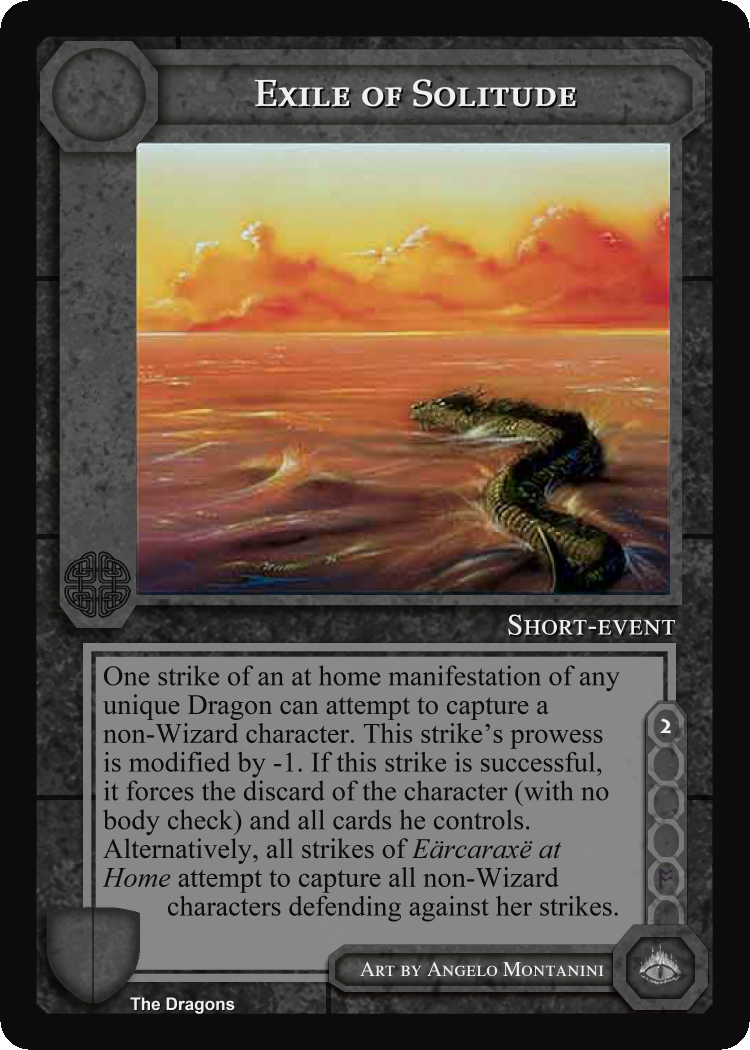 Exile of Solitude
Short-event
One strike of an at home manifestation of any
unique Dragon can attempt to capture a
non-Wizard character. This strike's prowess
is modified by -1. If this strike is successful,
it forces the discard of the character (with no
body check) and all cards he controls.
Alternatively, all strikes of Eärcaraxë at
Home attempt to capture all non-Wizard
characters defending against her strikes.
2
Art by Angelo Montanini
The Dragons